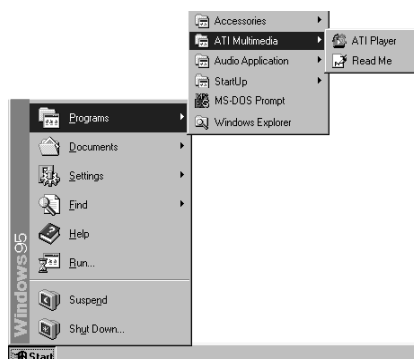 Accessories
ATI Multimedia
ATI Player
Audio Application
Read Me
StartUp
MS-DOS Prompt
Windows Explorer
Programs
Documents
Settings
Find
Help
Run...
Suspend
Shut Down...
Windows95
Start